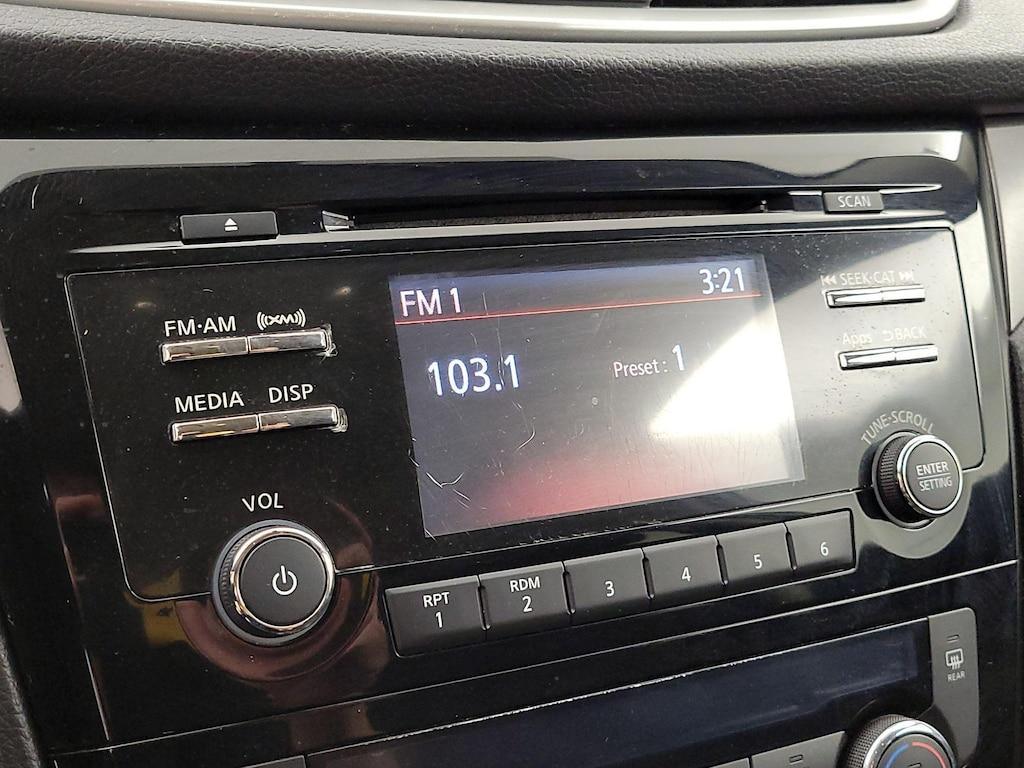 SCAN
FM 1 3:21
SEEK·CAT
FM·AM XM
103.1 Preset : 1
Apps BACK
MEDIA DISP
TUNE·SCROLL
ENTER
SETTING
VOL
RPT
1
RDM
2
3
4
5
6
REAR